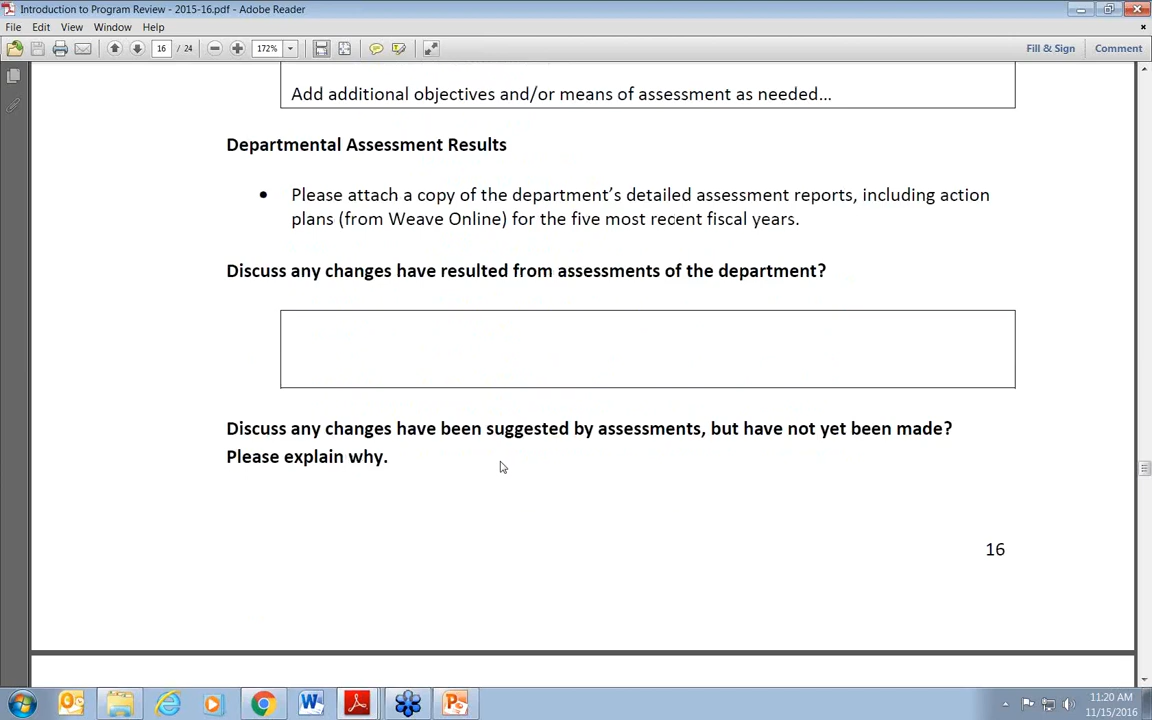 Introduction to Program Review - 2015-16.pdf - Adobe Reader
File Edit View Window Help
16 / 24 172% Fill & Sign Comment
Add additional objectives and/or means of assessment as needed...
Departmental Assessment Results
• Please attach a copy of the department's detailed assessment reports, including action
plans (from Weave Online) for the five most recent fiscal years.
Discuss any changes have resulted from assessments of the department?
Discuss any changes have been suggested by assessments, but have not yet been made?
Please explain why.
16
11:20 AM
11/15/2016